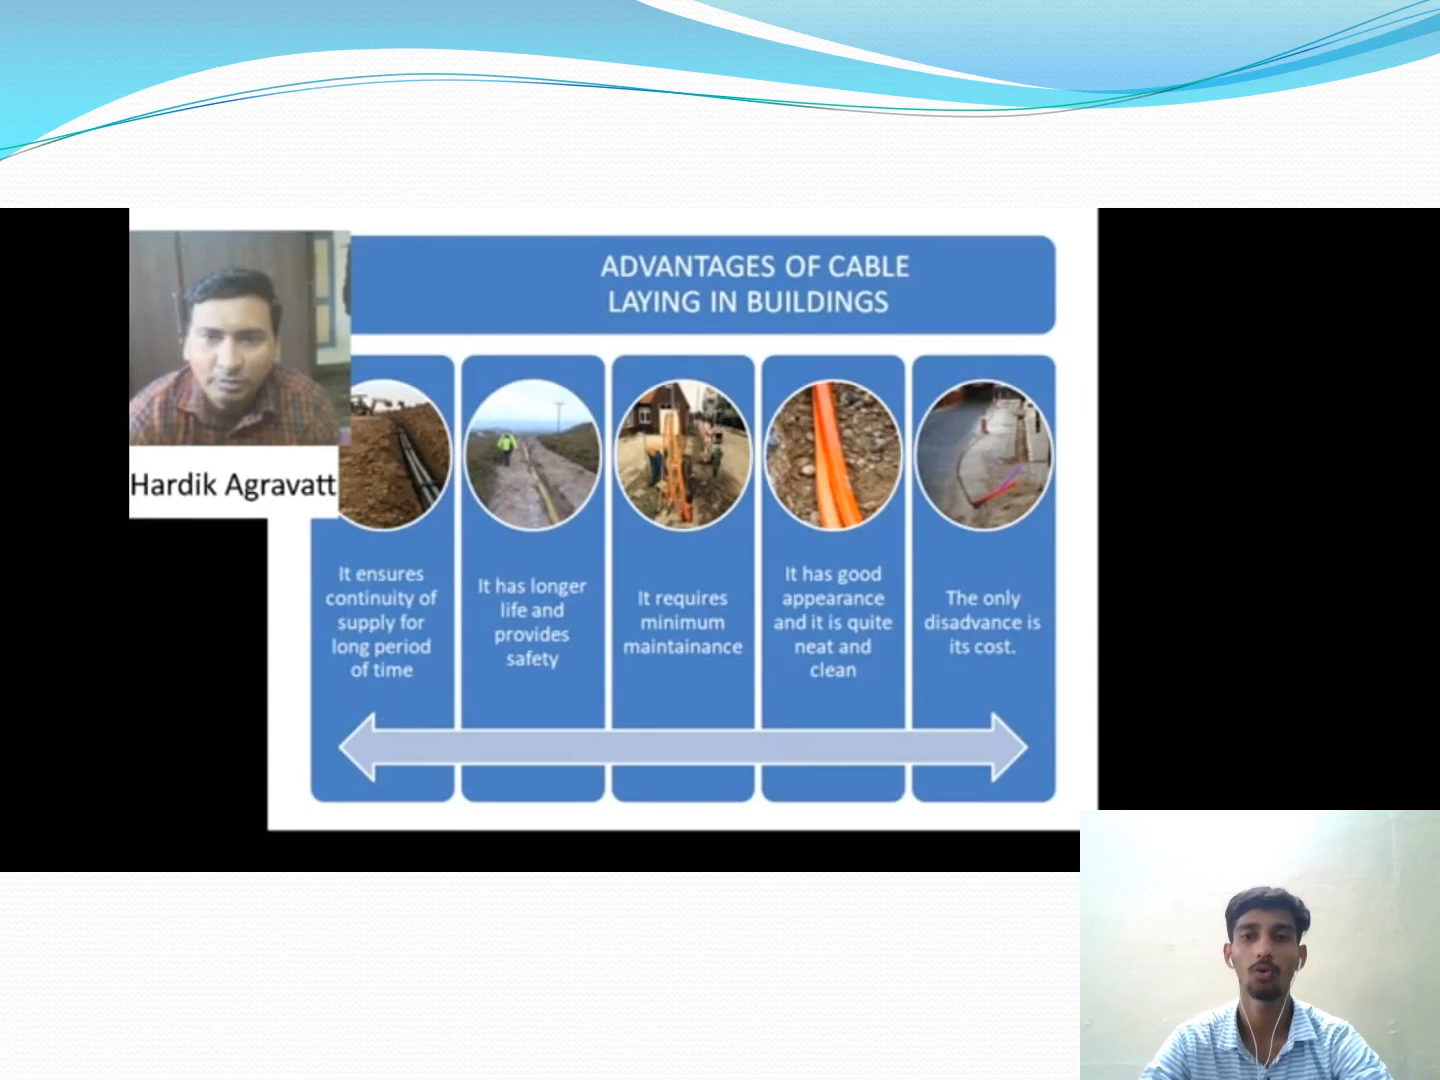 ADVANTAGES OF CABLE
LAYING IN BUILDINGS
Hardik Agravatt
It ensures
continuity of
supply for
long period
of time
It has longer
life and
provides
safety
It requires
minimum
maintainance
It has good
appearance
and it is quite
neat and
clean
The only
disadvance is
its cost.